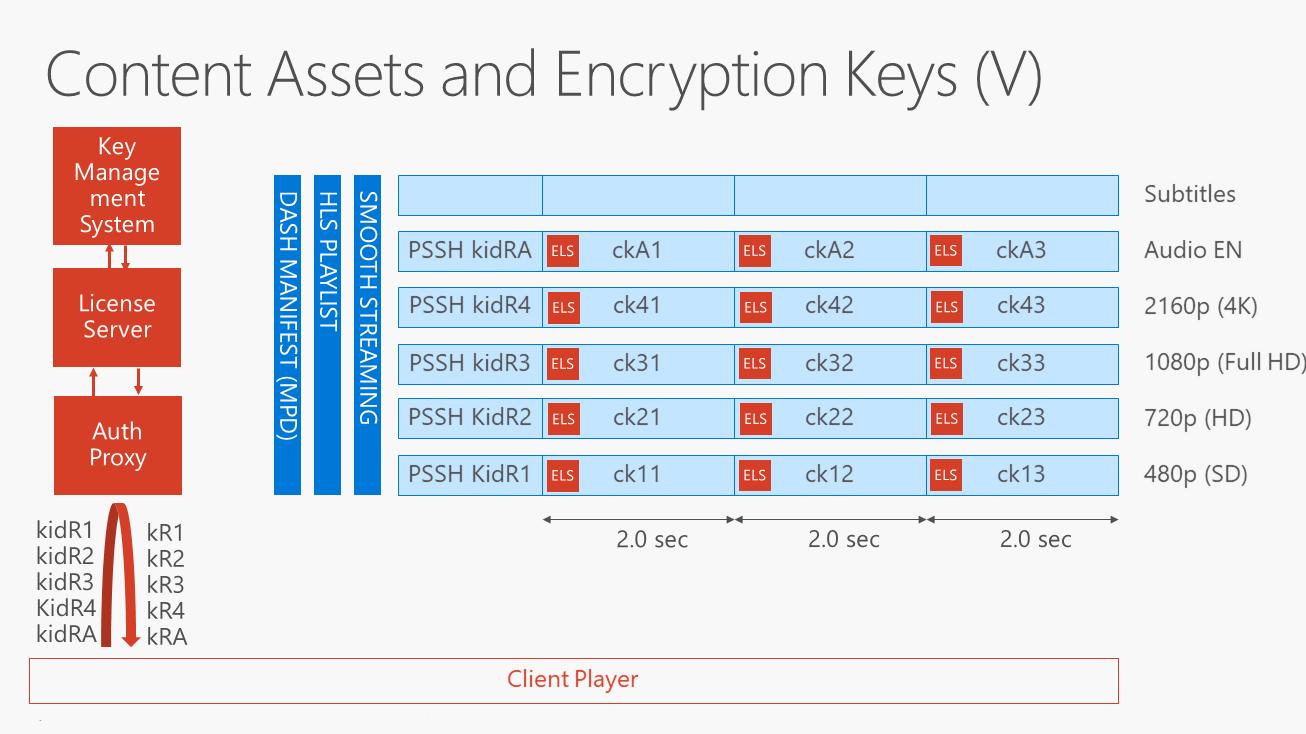 Content Assets and Encryption Keys (V)
Key
Manage
ment
System
License
Server
Auth
Proxy
kidR1
kidR2
kidR3
KidR4
kidRA
kR1
kR2
kR3
kR4
kRA
DASH MANIFEST (MPD)
HLS PLAYLIST
SMOOTH STREAMING
Subtitles
PSSH kidRA ELS ckA1 ELS ckA2 ELS ckA3 Audio EN
PSSH kidR4 ELS ck41 ELS ck42 ELS ck43 2160p (4K)
PSSH kidR3 ELS ck31 ELS ck32 ELS ck33 1080p (Full HD)
PSSH KidR2 ELS ck21 ELS ck22 ELS ck23 720p (HD)
PSSH KidR1 ELS ck11 ELS ck12 ELS ck13 480p (SD)
2.0 sec 2.0 sec 2.0 sec
Client Player